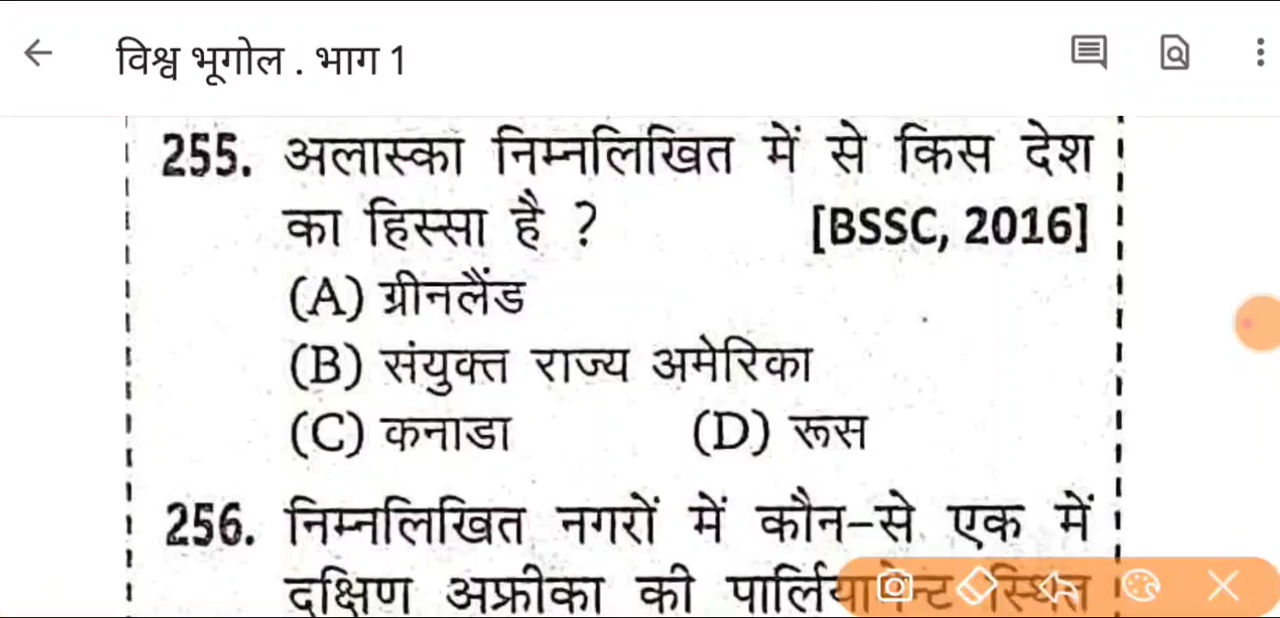 विश्व भूगोल . भाग 1
255. अलास्का निम्नलिखित में से किस देश
का हिस्सा है ? [BSSC, 2016]
(A) ग्रीनलैंड
(B) संयुक्त राज्य अमेरिका
(C) कनाडा (D) रूस
256. निम्नलिखित नगरों में कौन-से एक में
दक्षिण अफ्रीका की पार्लियामेन्ट स्थित